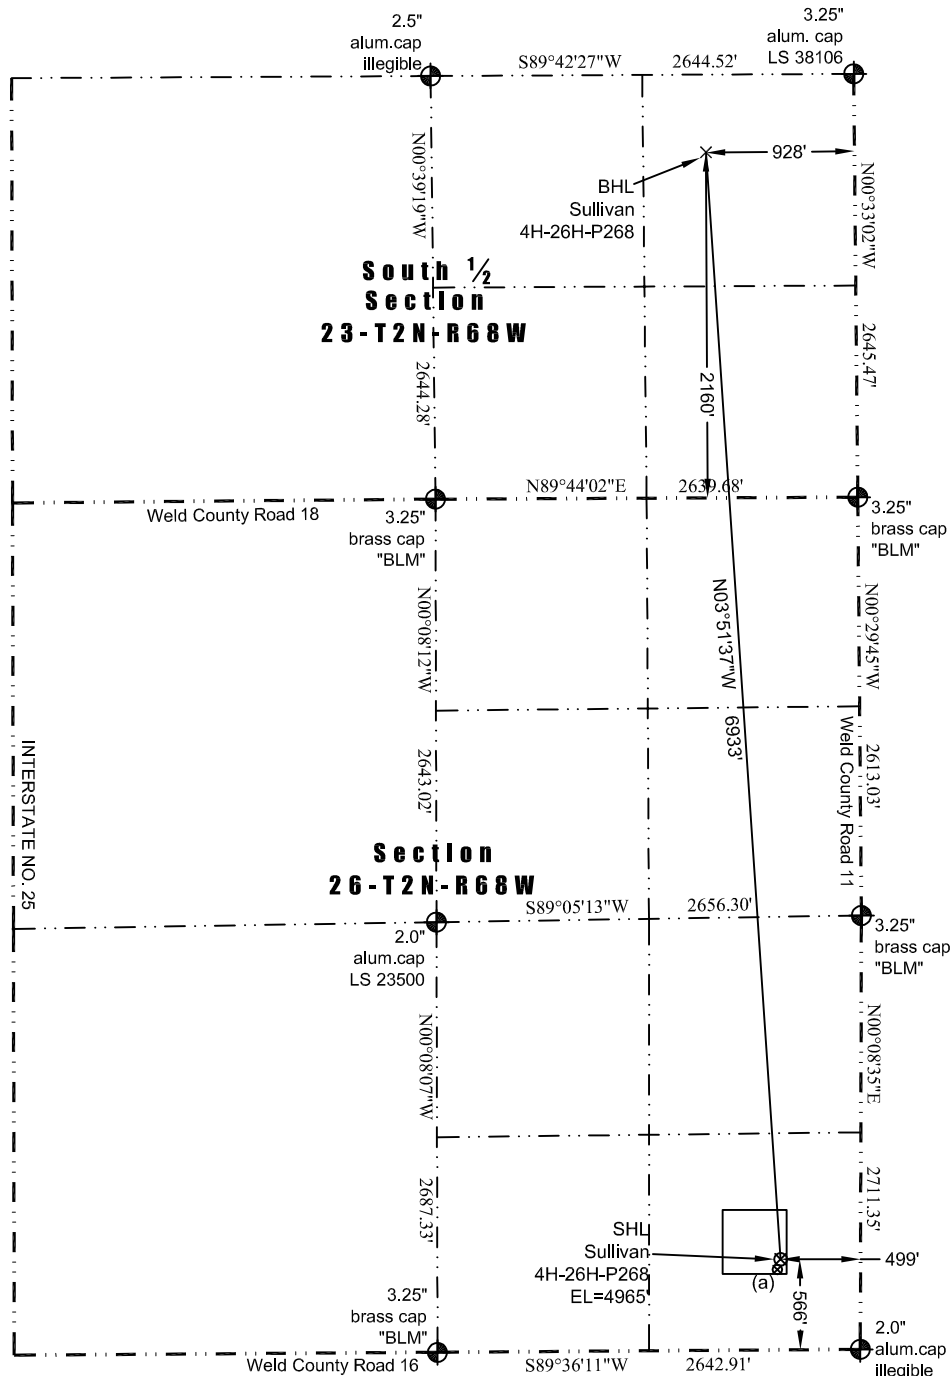 2.5"
alum.cap
illegible
3.25"
alum. cap
LS 38106
S89°42'27"W
2644.52'
928'
BHL
Sullivan
4H-26H-P268
N00°39'19"W
N00°33'02"W
South ½
Section
23-T2N-R68W
2644.28'
2645.47'
2160'
N89°44'02"E
2639.68'
Weld County Road 18
3.25"
brass cap
"BLM"
3.25"
brass cap
"BLM"
N00°08'12"W
N03°51'37"W
N00°29'45"W
6933'
2643.02'
Weld County Road 11
2613.03'
INTERSTATE NO. 25
Section
26-T2N-R68W
S89°05'13"W
2656.30'
2.0"
alum.cap
LS 23500
3.25"
brass cap
"BLM"
N00°08'07"W
N00°08'35"E
2687.33'
2711.35'
SHL
Sullivan
4H-26H-P268
EL=4965'
(a)
499'
566'
3.25"
brass cap
"BLM"
2.0"
alum.cap
illegible
Weld County Road 16
S89°36'11"W
2642.91'